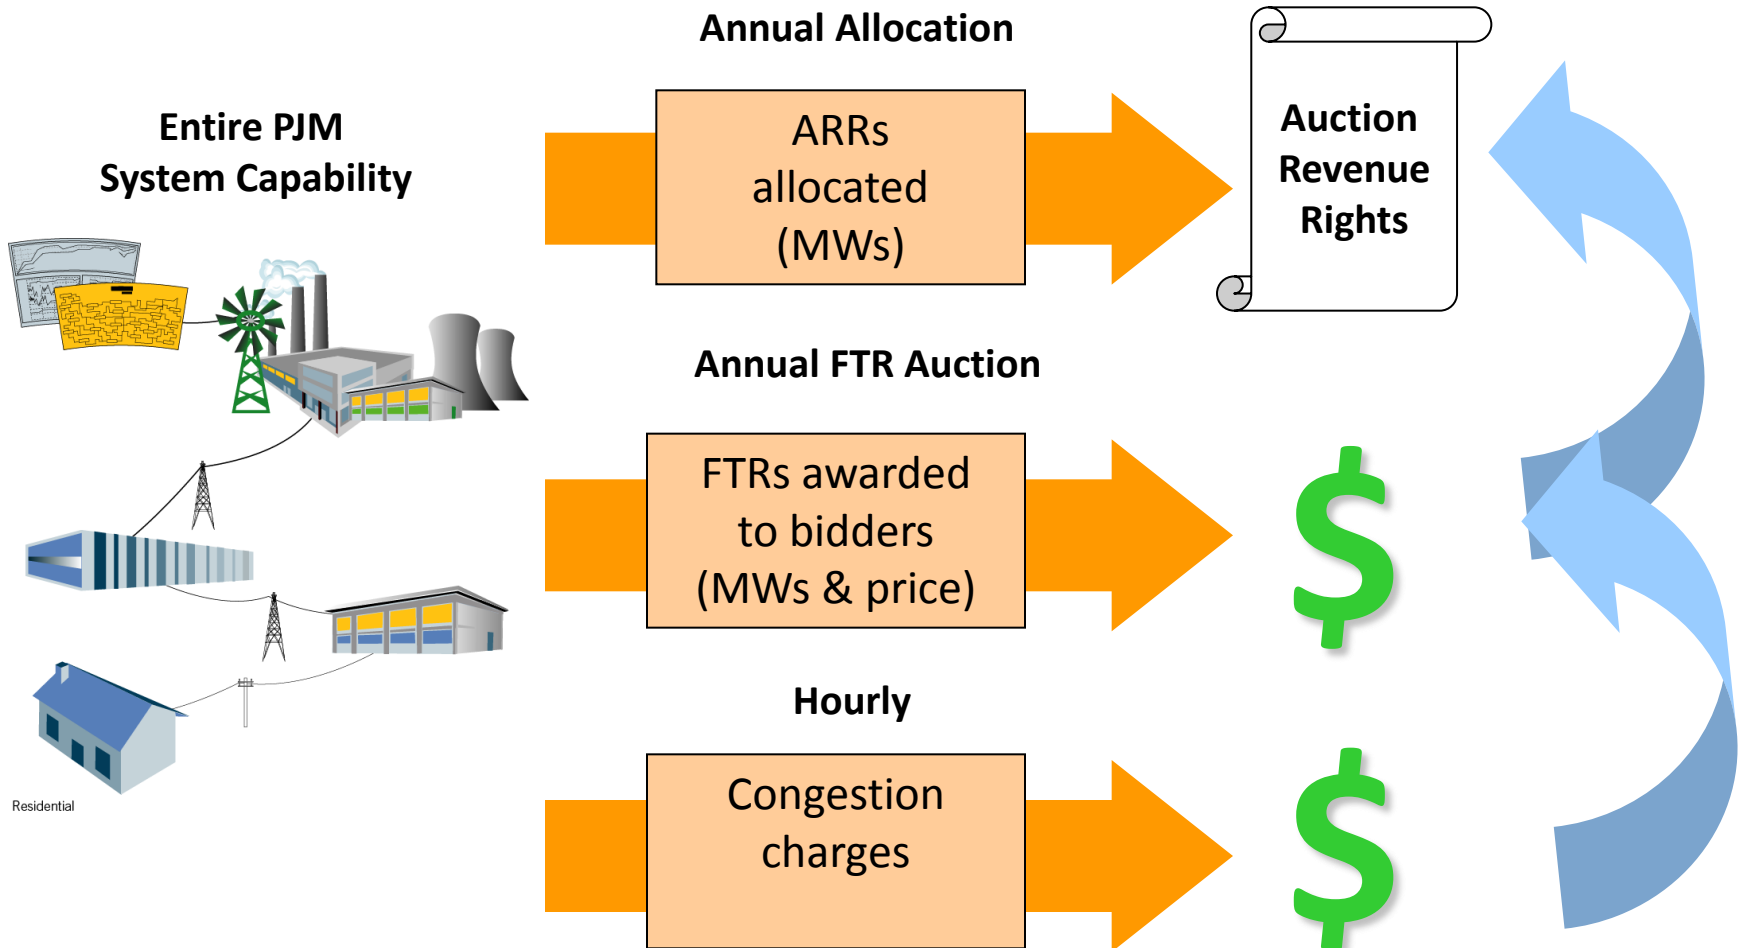 Annual Allocation
Entire PJM
System Capability
ARRs
allocated
(MWs)
Auction
Revenue
Rights
Annual FTR Auction
FTRs awarded
to bidders
(MWs & price)
$
Hourly
Residential
Congestion
charges
$